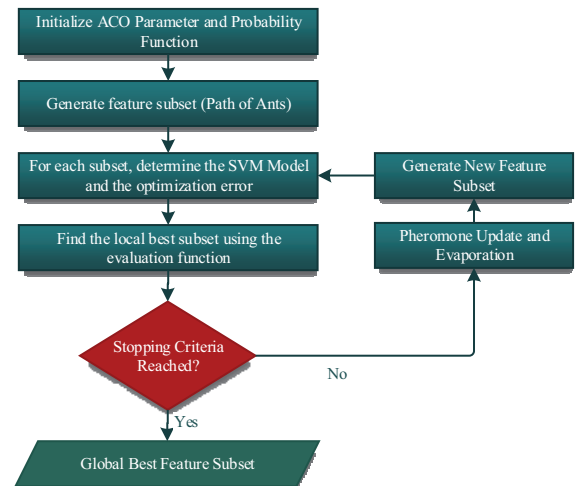 Initialize ACO Parameter and Probability
Function
Generate feature subset (Path of Ants)
For each subset, determine the SVM Model
and the optimization error
Generate New Feature
Subset
Find the local best subset using the
evaluation function
Pheromone Update and
Evaporation
Stopping Criteria
Reached?
No
Yes
Global Best Feature Subset